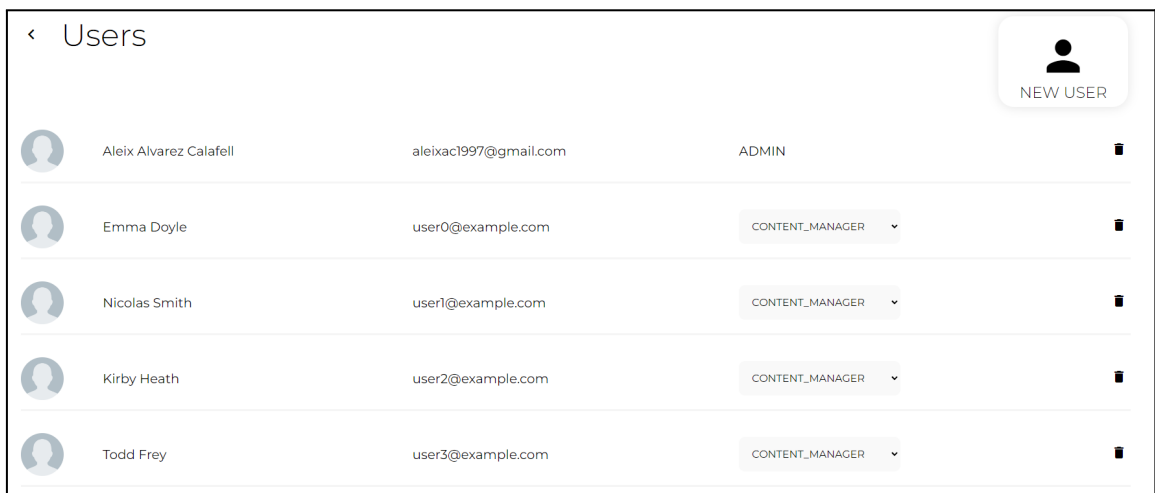 Users
NEW USER
Aleix Alvarez Calafell aleixac1997@gmail.com ADMIN
Emma Doyle user0@example.com CONTENT_MANAGER
Nicolas Smith user1@example.com CONTENT_MANAGER
Kirby Heath user2@example.com CONTENT_MANAGER
Todd Frey user3@example.com CONTENT_MANAGER